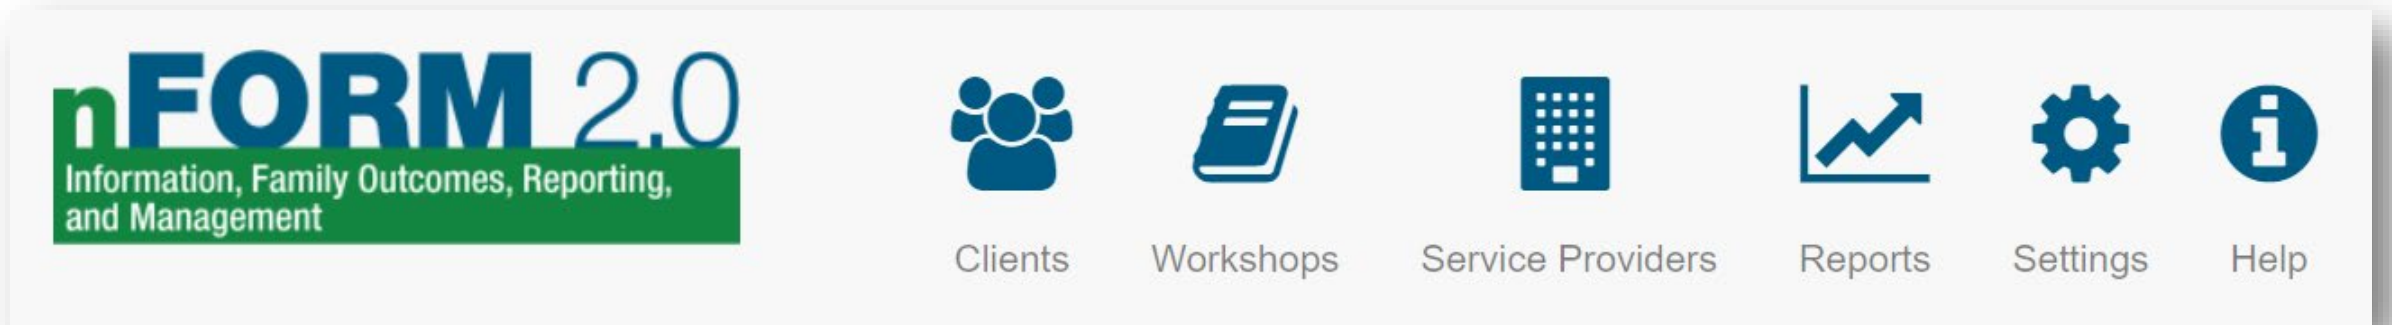 nFORM 2.0
Information, Family Outcomes, Reporting,
and Management
Clients
Workshops
Service Providers
Reports
Settings
Help